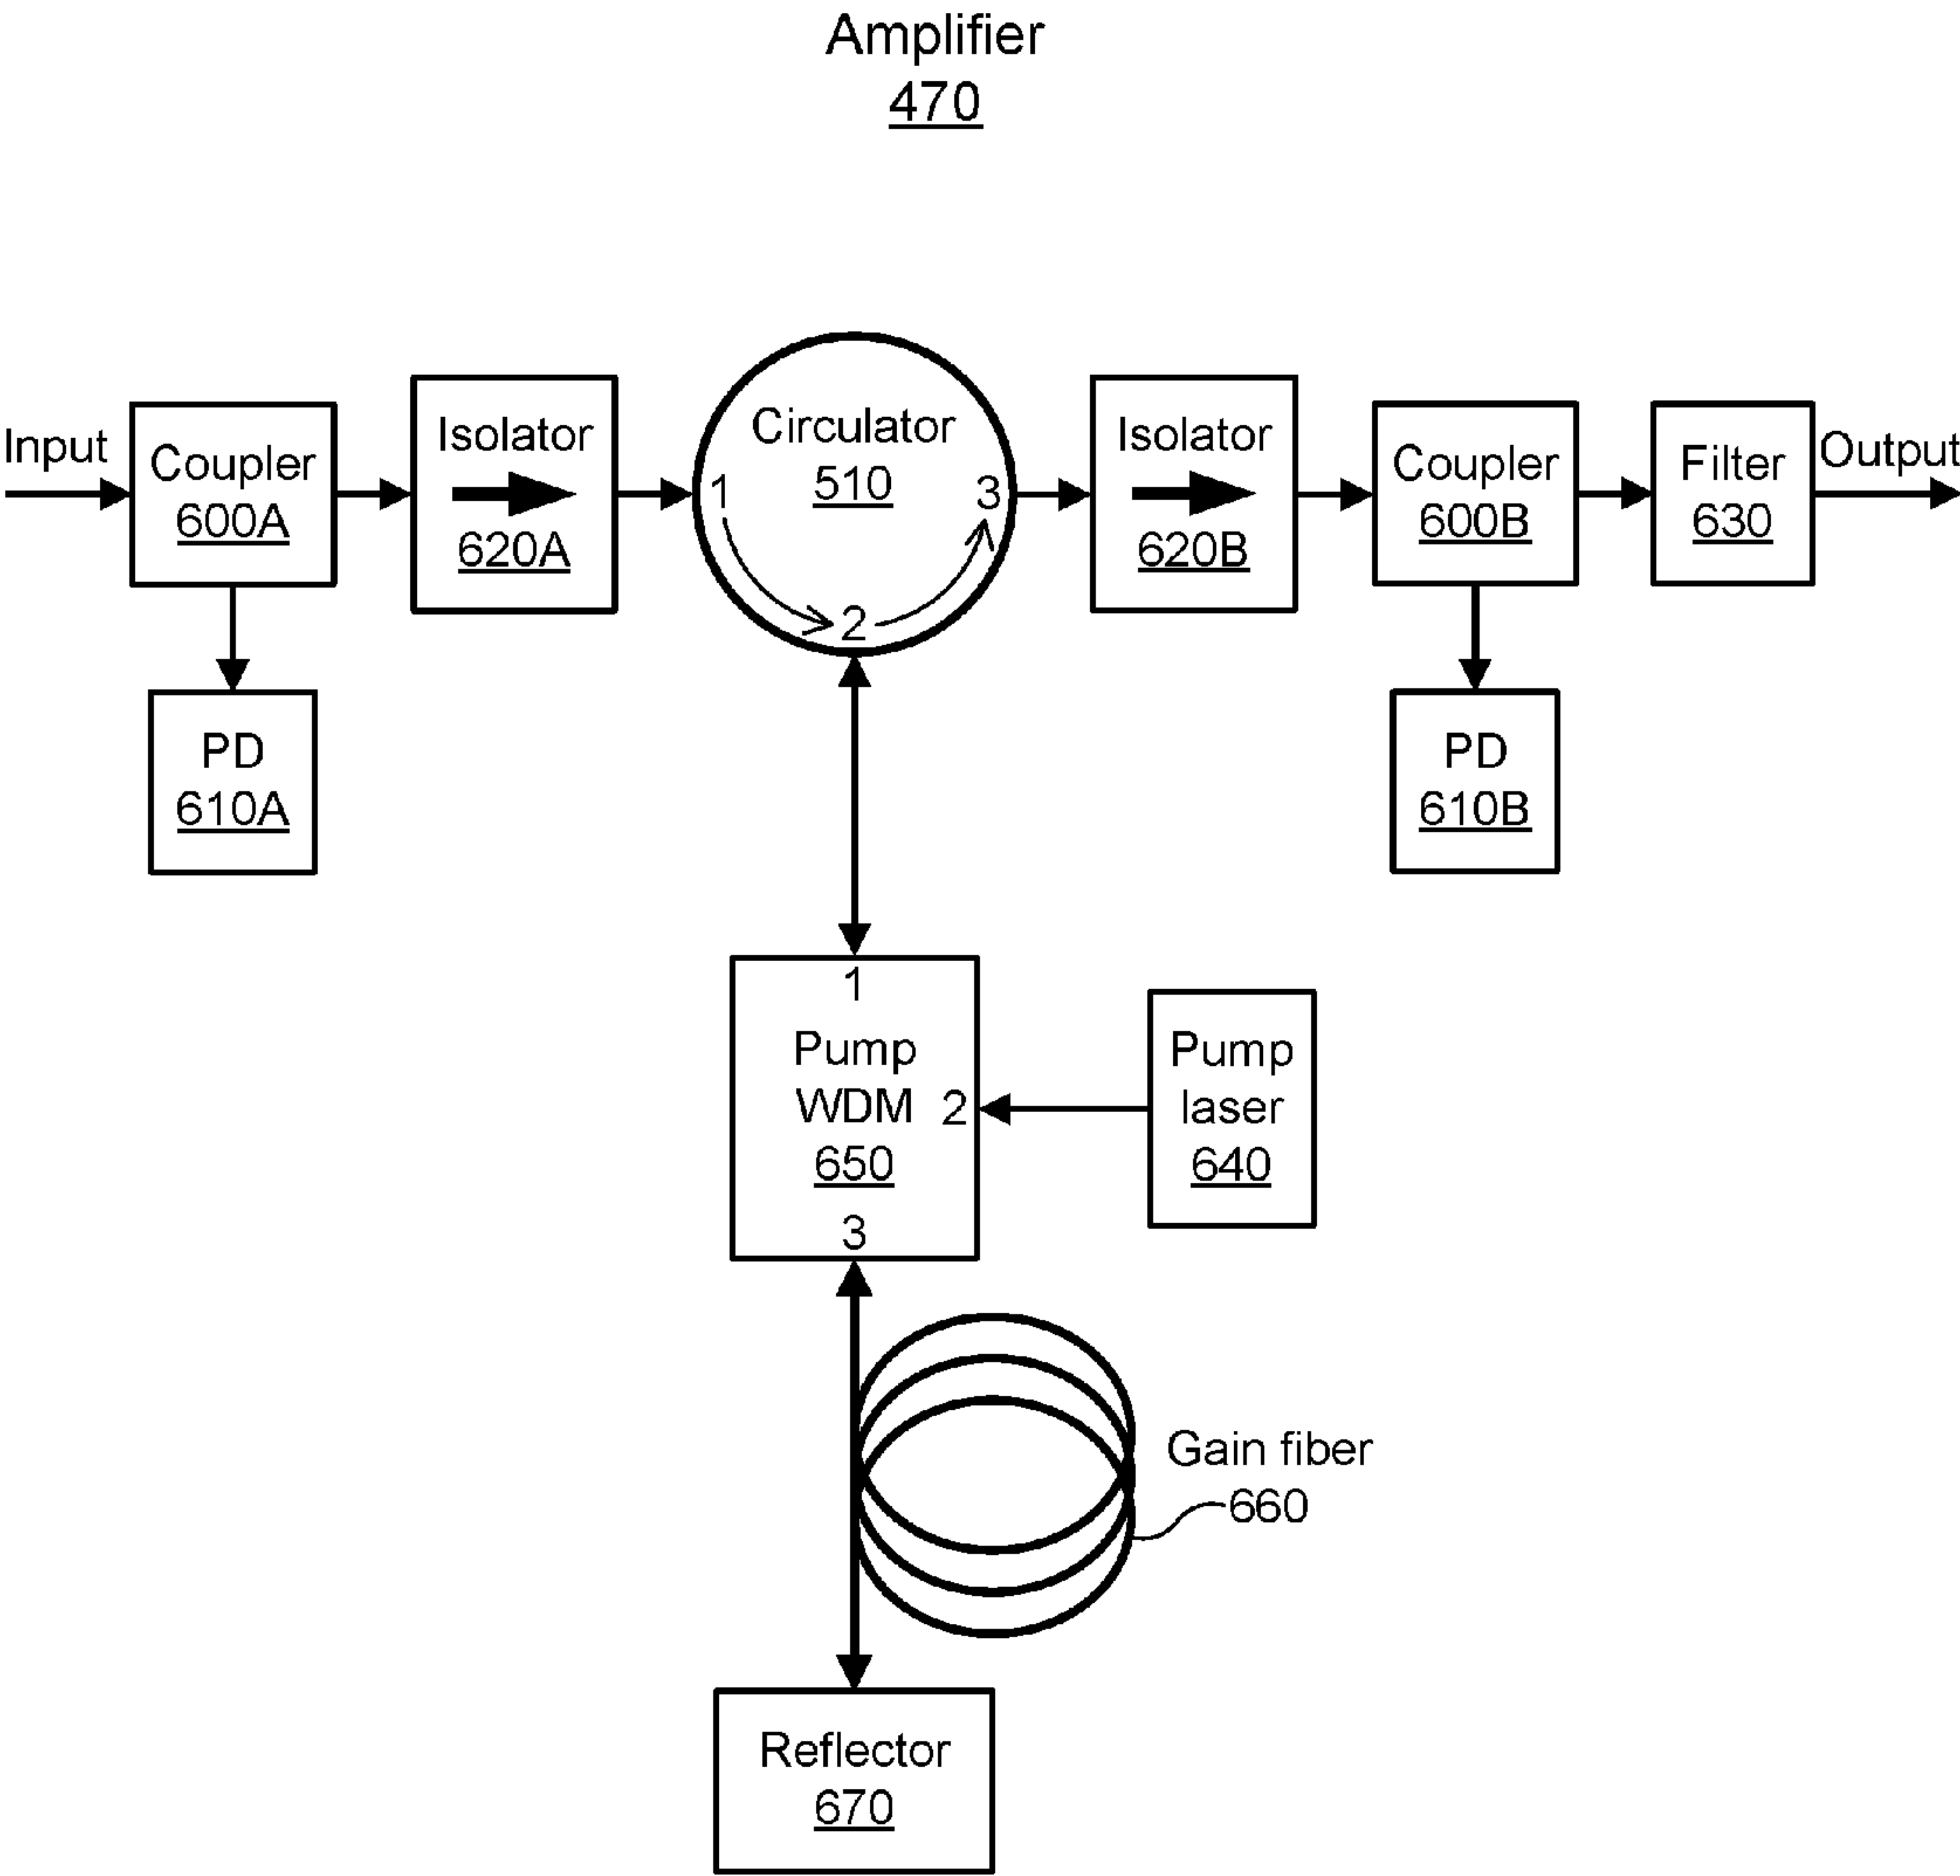 Amplifier
470
Input
Coupler
600A
Isolator
620A
Circulator
510
1
2
3
Isolator
620B
Coupler
600B
Filter
630
Output
PD
610A
PD
610B
1
Pump
WDM
650
2
3
Pump
laser
640
Gain fiber
660
Reflector
670